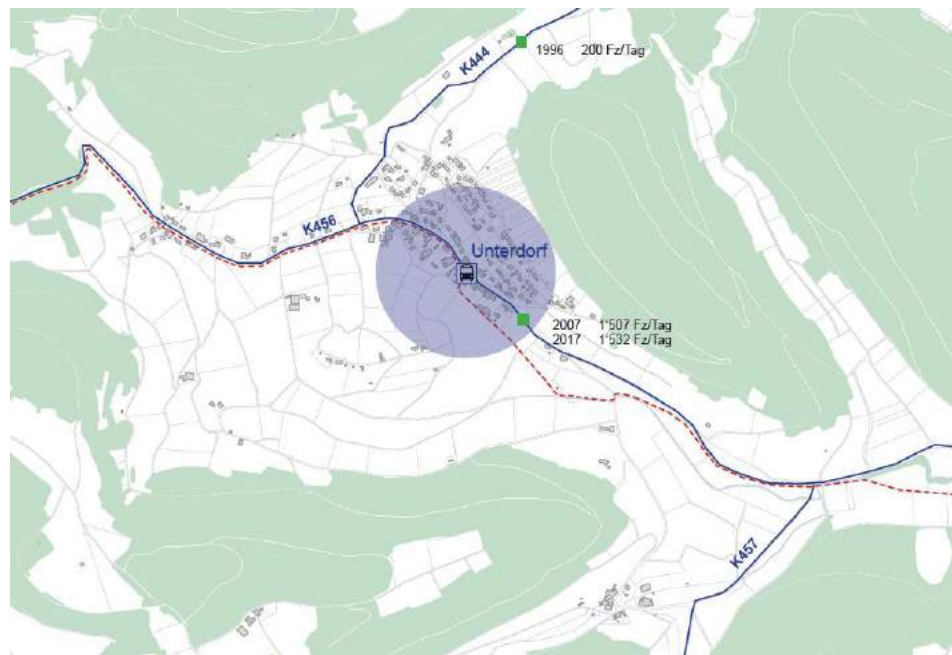 K444
1996 200 Fz/Tag
K456
Unterdorf
2007 1'507 Fz/Tag
2017 1'532 Fz/Tag
K457